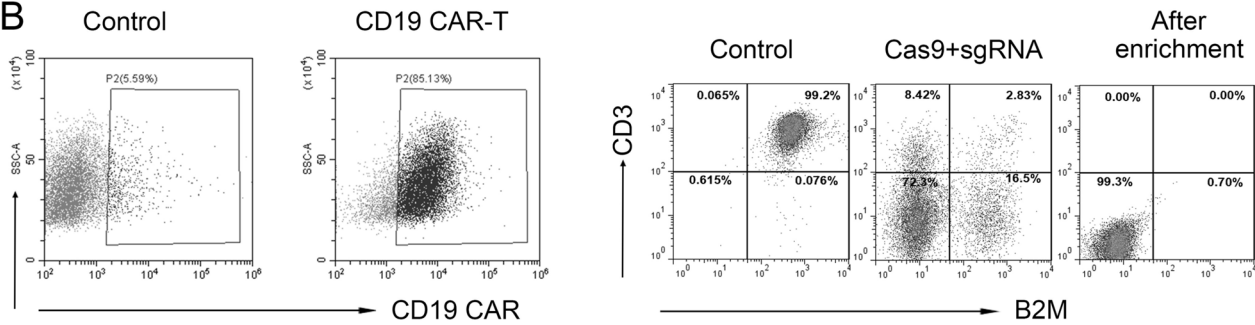 B
Control
CD19 CAR-T
Control
Cas9+sgRNA
After
enrichment
(x10⁴)
100
50
0
SSC-A
P2(5.59%)
10² 10³ 10⁴ 10⁵ 10⁶
(x10⁴)
100
50
0
SSC-A
P2(85.13%)
10² 10³ 10⁴ 10⁵ 10⁶
CD19 CAR
CD3
10⁴
10³
10²
10¹
10⁰
0.065% 99.2%
0.615% 0.076%
10⁰ 10¹ 10² 10³ 10⁴
10⁴
10³
10²
10¹
10⁰
8.42% 2.83%
72.3% 16.5%
10⁰ 10¹ 10² 10³ 10⁴
10⁴
10³
10²
10¹
10⁰
0.00% 0.00%
99.3% 0.70%
10⁰ 10¹ 10² 10³ 10⁴
B2M